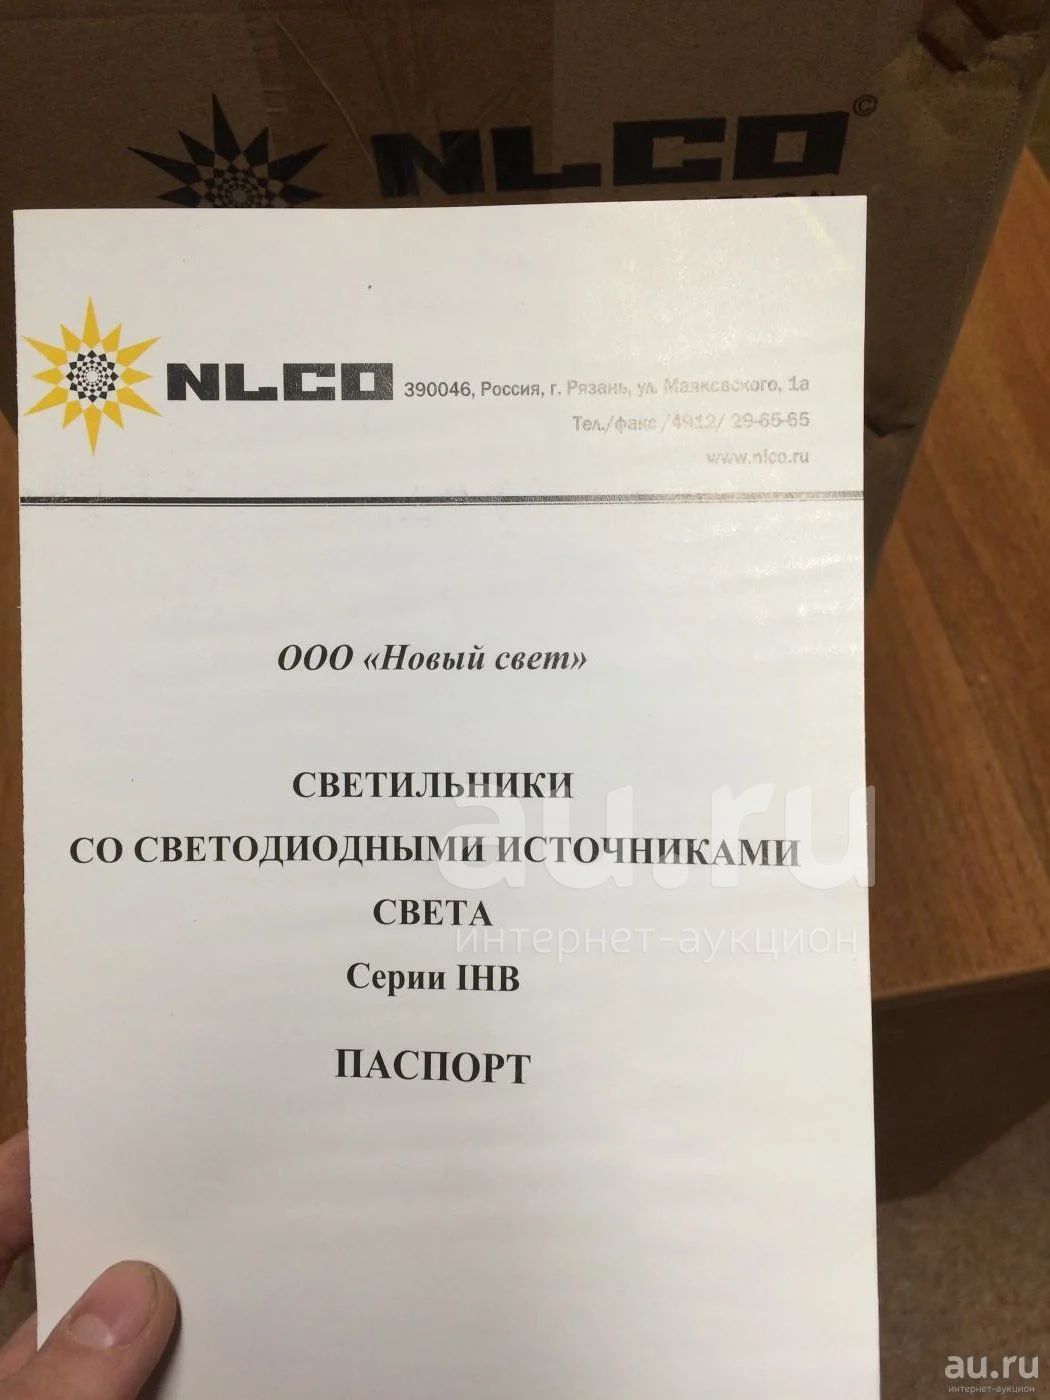 NLCO©
NLCO
390046, Россия, г. Рязань, ул. Маяковского, 1а
Тел./факс /4912/ 29-65-65
www.nlco.ru
ООО «Новый свет»
СВЕТИЛЬНИКИ
СО СВЕТОДИОДНЫМИ ИСТОЧНИКАМИ
СВЕТА
Серии IHB
ПАСПОРТ
au.ru
интернет-аукцион
au.ru
интернет-аукцион